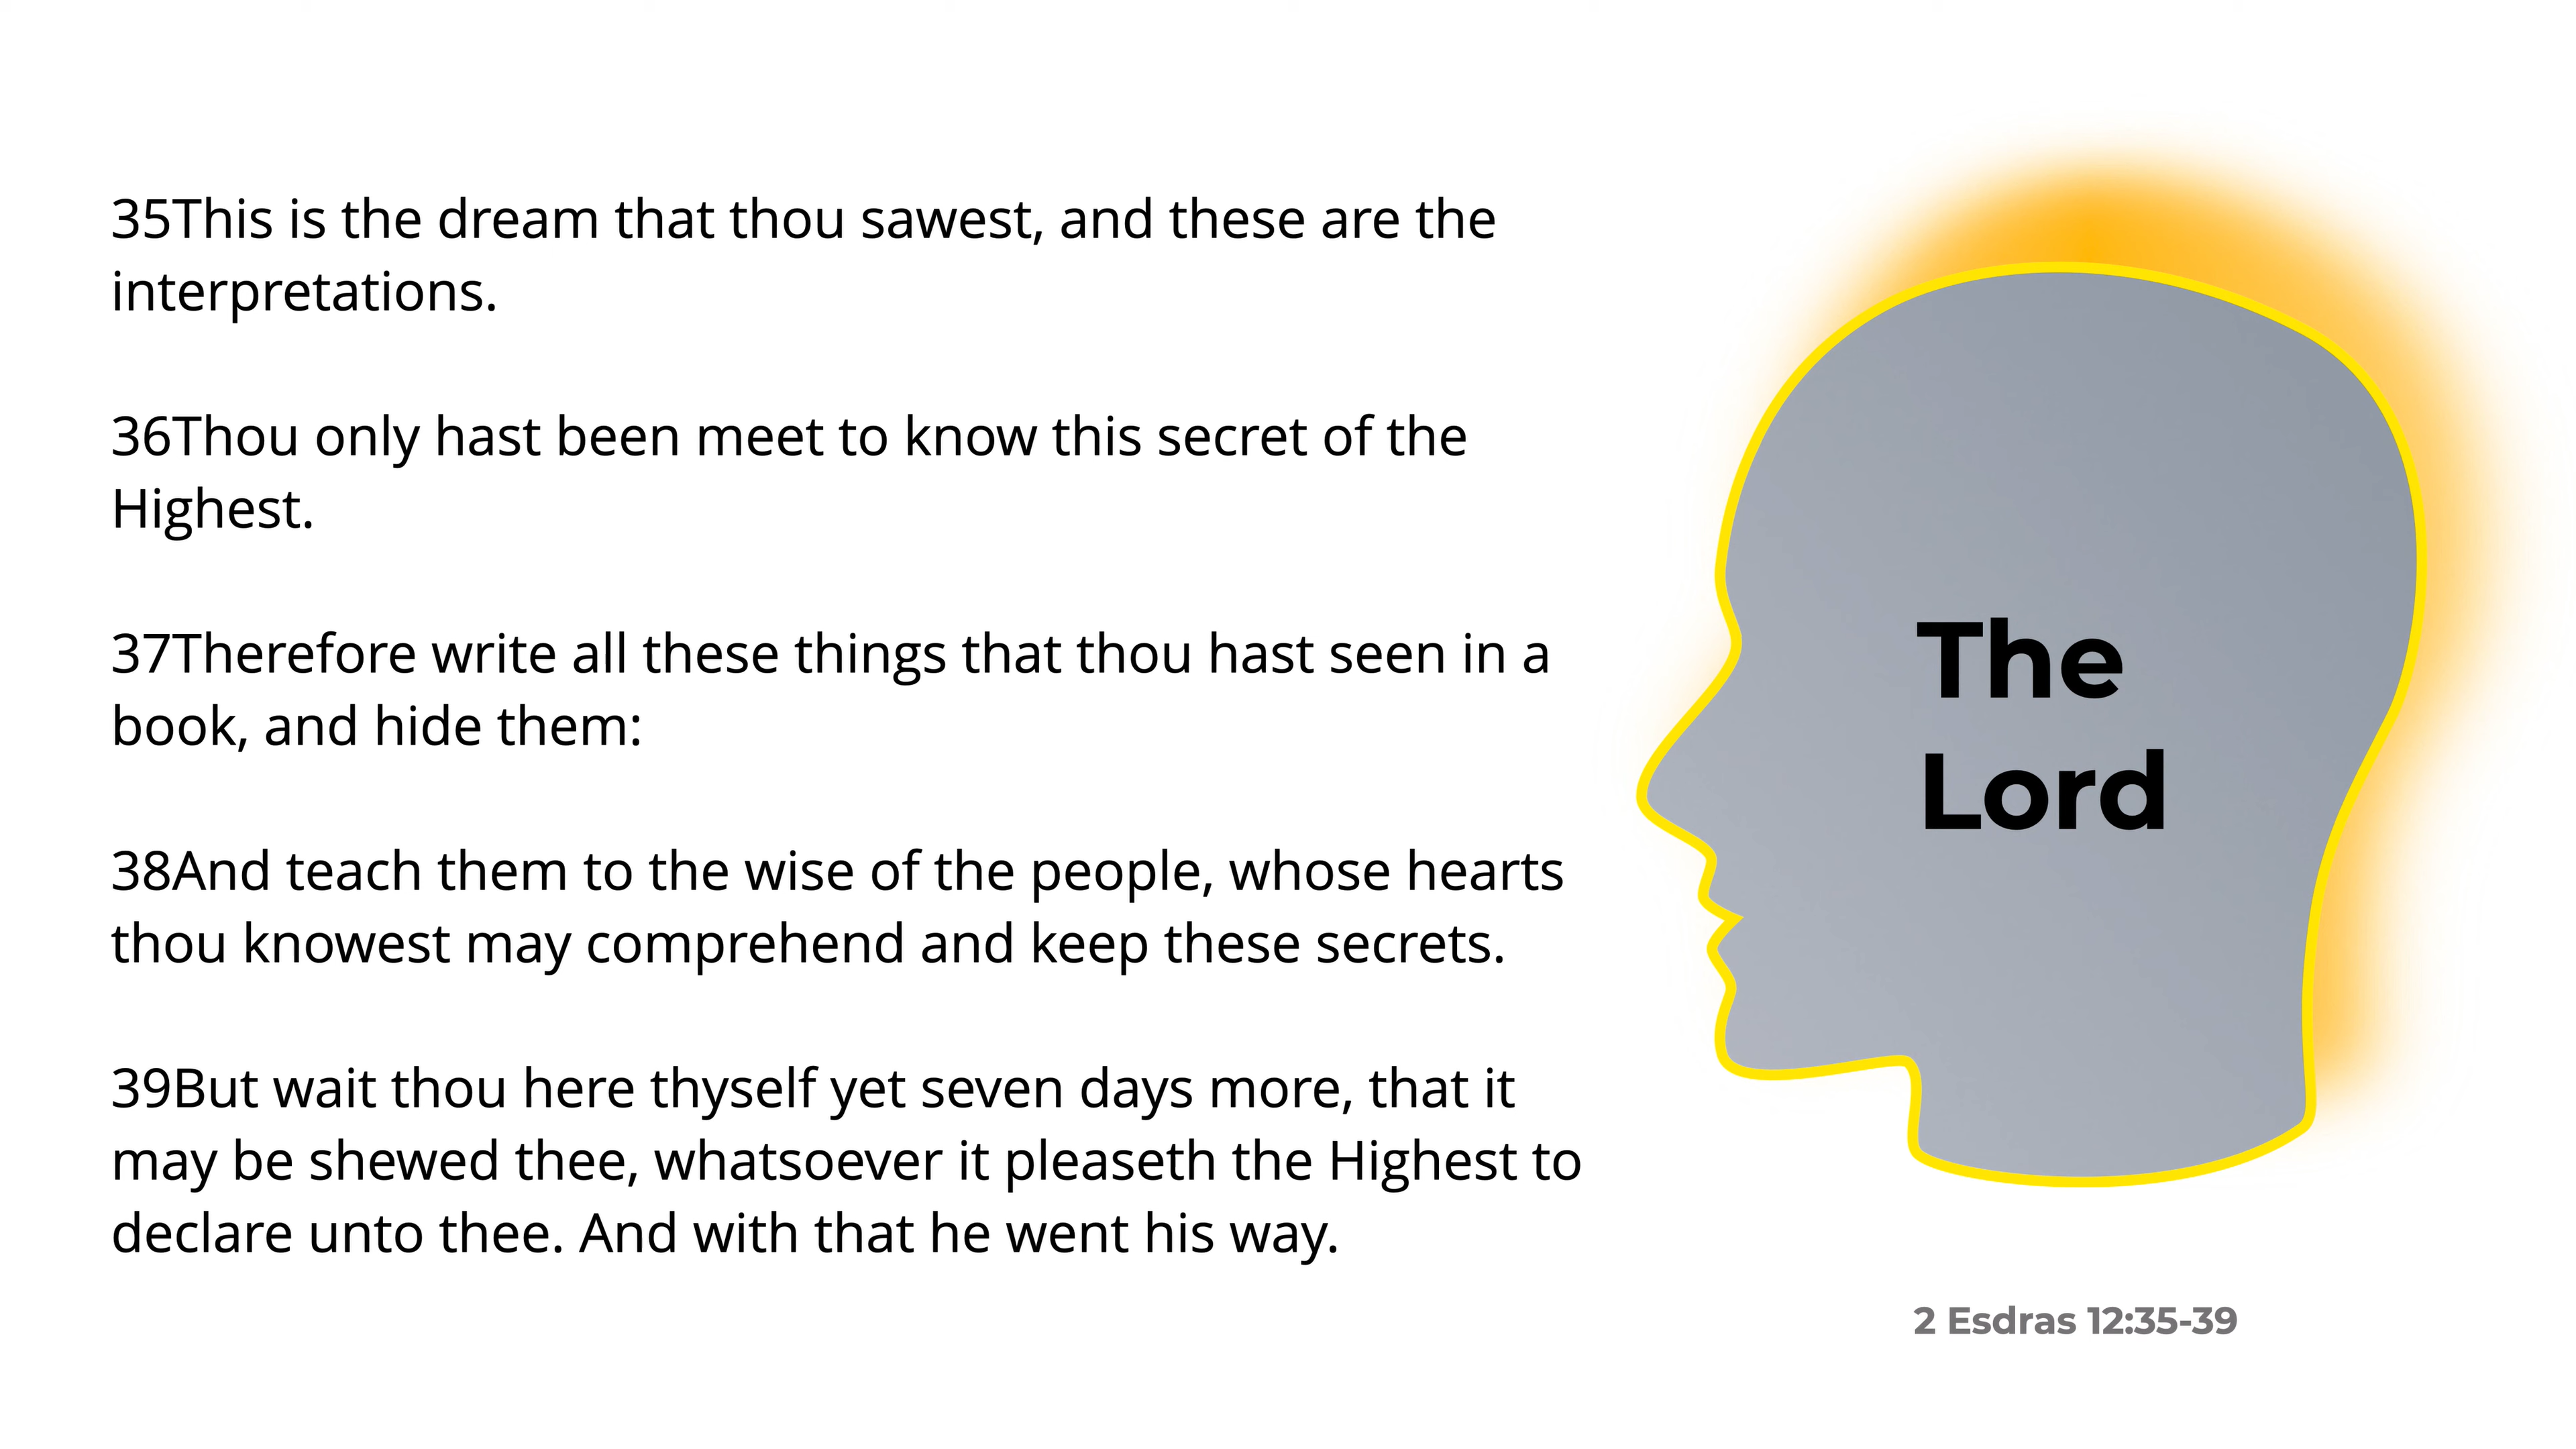 35This is the dream that thou sawest, and these are the
interpretations.
36Thou only hast been meet to know this secret of the
Highest.
37Therefore write all these things that thou hast seen in a
book, and hide them:
38And teach them to the wise of the people, whose hearts
thou knowest may comprehend and keep these secrets.
39But wait thou here thyself yet seven days more, that it
may be shewed thee, whatsoever it pleaseth the Highest to
declare unto thee. And with that he went his way.
The
Lord
2 Esdras 12:35-39